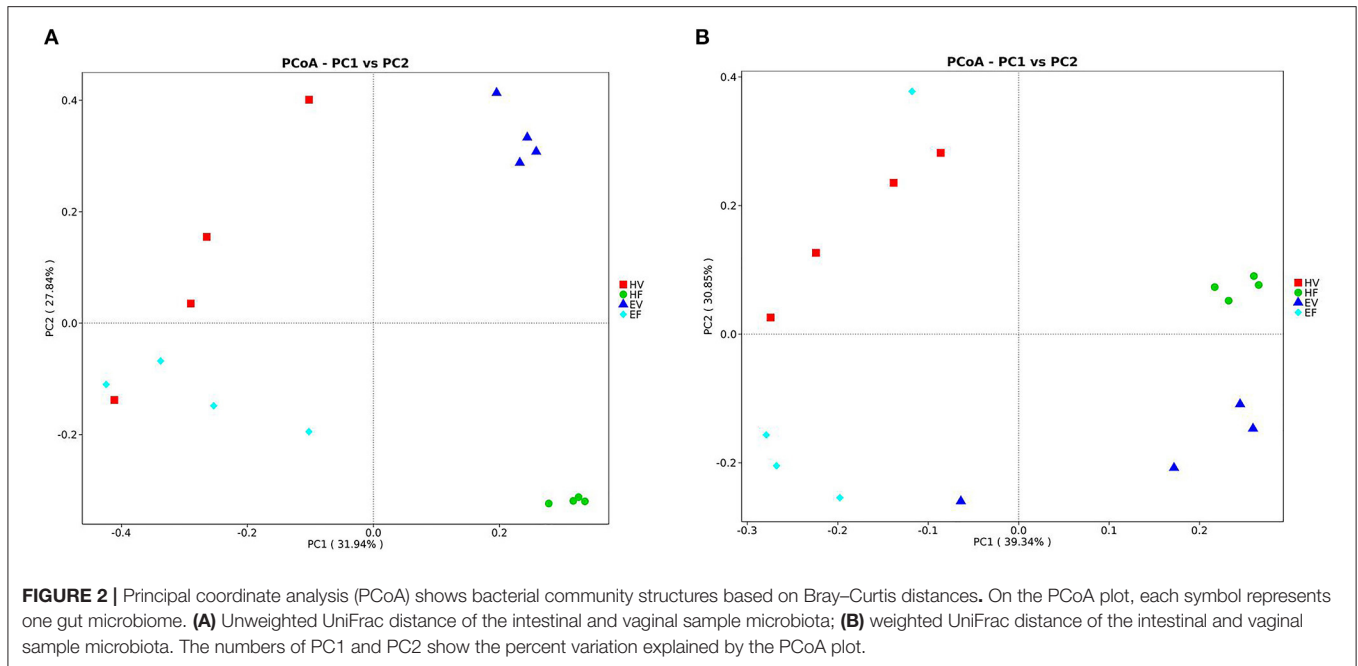 A
PCoA - PC1 vs PC2
0.4
0.2
0.0
-0.2
PC2 ( 27.84% )
-0.4
-0.2
0.0
0.2
PC1 ( 31.94% )
HV
HF
EV
EF
B
PCoA - PC1 vs PC2
0.4
0.2
0.0
-0.2
PC2 ( 30.85% )
-0.3
-0.2
-0.1
0.0
0.1
0.2
PC1 ( 39.34% )
HV
HF
EV
EF
FIGURE 2 | Principal coordinate analysis (PCoA) shows bacterial community structures based on Bray–Curtis distances. On the PCoA plot, each symbol represents
one gut microbiome. (A) Unweighted UniFrac distance of the intestinal and vaginal sample microbiota; (B) weighted UniFrac distance of the intestinal and vaginal
sample microbiota. The numbers of PC1 and PC2 show the percent variation explained by the PCoA plot.